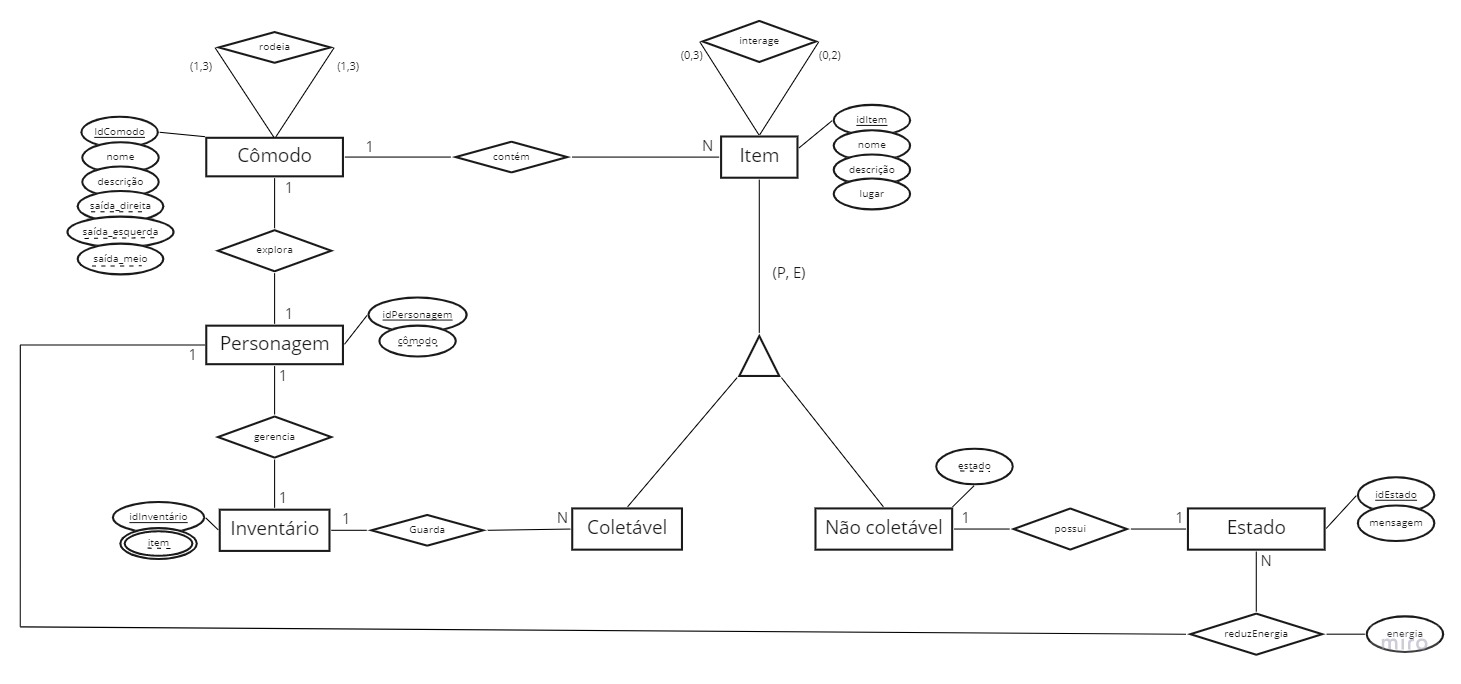 rodeia
(1,3)
(1,3)
interage
(0,3)
(0,2)
IdComodo
nome
descrição
saída_direita
saída_esquerda
saída_meio
Cômodo
1
contém
N
Item
idItem
nome
descrição
lugar
1
explora
1
(P, E)
idPersonagem
cômodo
Personagem
1
1
gerencia
1
idInventário
item
Inventário
1
Guarda
N
Coletável
estado
Não coletável
1
possui
1
Estado
idEstado
mensagem
N
reduzEnergia
energia
miro